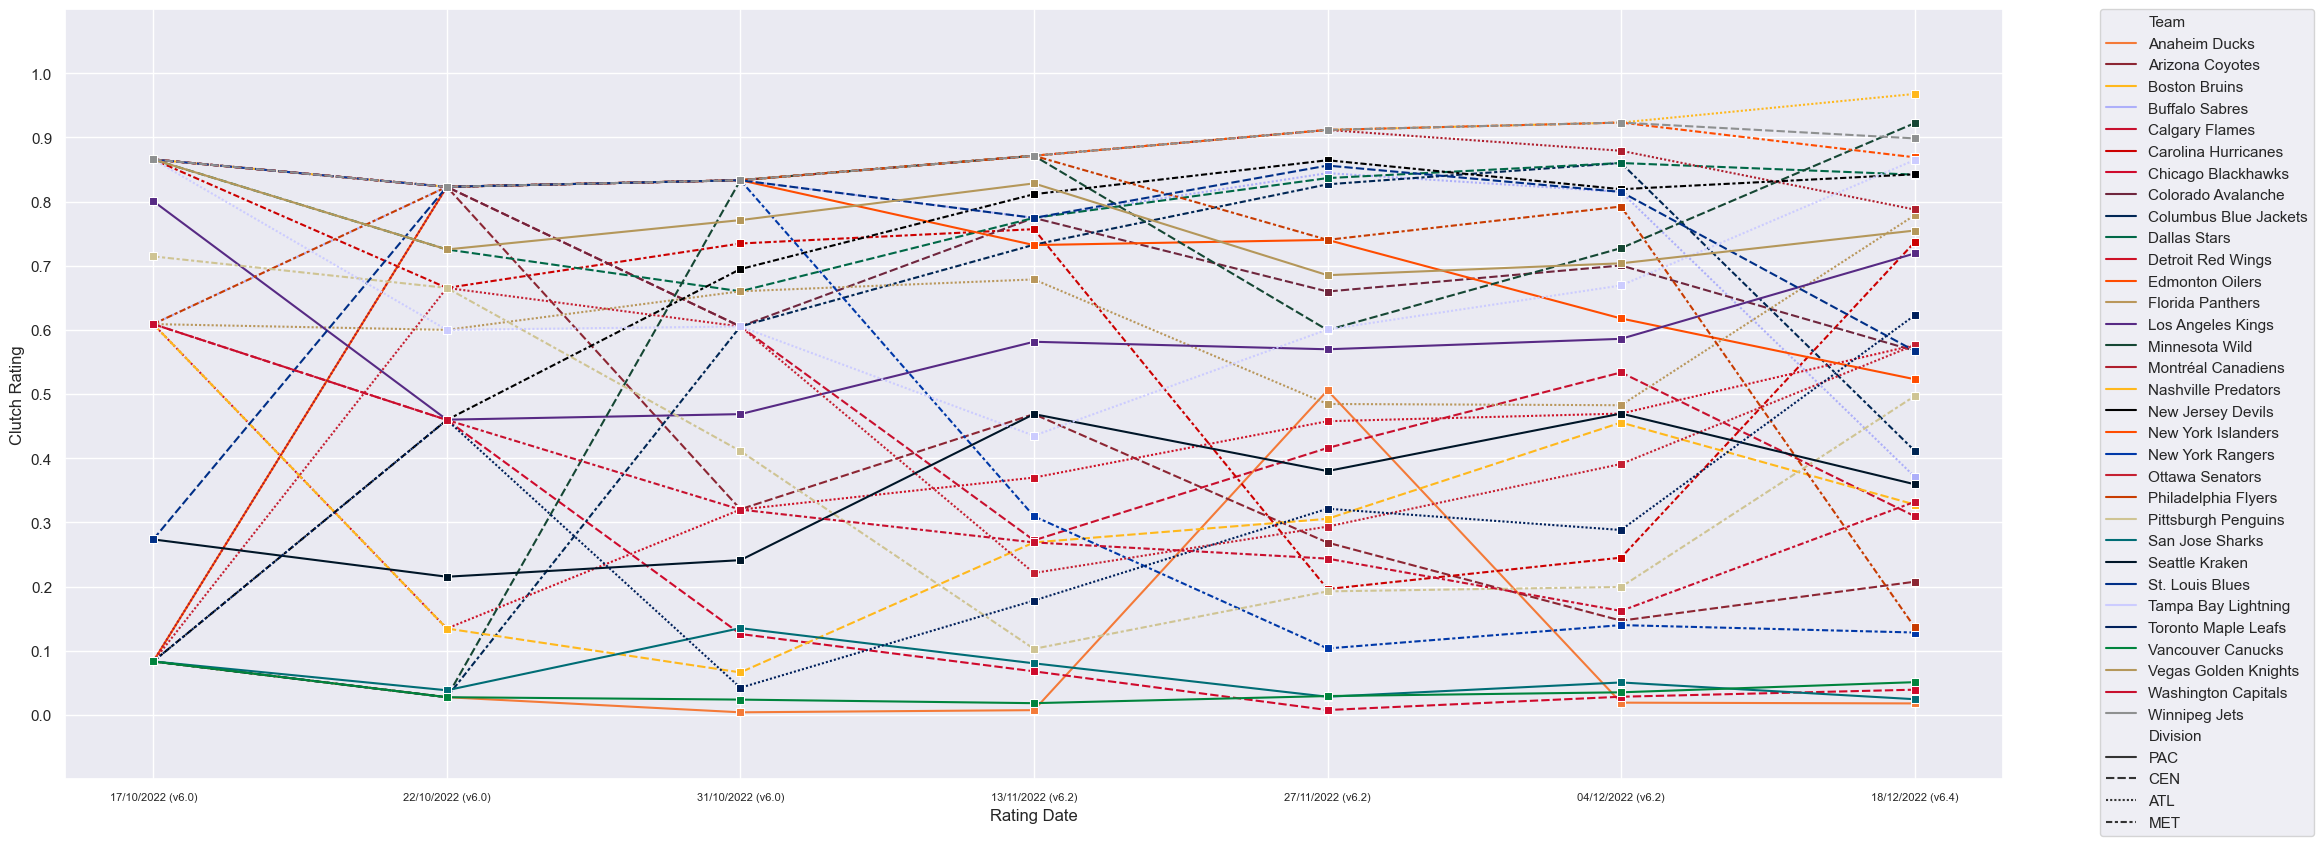 1.0
0.9
0.8
0.7
0.6
0.5
0.4
0.3
0.2
0.1
0.0
Clutch Rating
17/10/2022 (v6.0)
22/10/2022 (v6.0)
31/10/2022 (v6.0)
13/11/2022 (v6.2)
27/11/2022 (v6.2)
04/12/2022 (v6.2)
18/12/2022 (v6.4)
Rating Date
Team
Anaheim Ducks
Arizona Coyotes
Boston Bruins
Buffalo Sabres
Calgary Flames
Carolina Hurricanes
Chicago Blackhawks
Colorado Avalanche
Columbus Blue Jackets
Dallas Stars
Detroit Red Wings
Edmonton Oilers
Florida Panthers
Los Angeles Kings
Minnesota Wild
Montréal Canadiens
Nashville Predators
New Jersey Devils
New York Islanders
New York Rangers
Ottawa Senators
Philadelphia Flyers
Pittsburgh Penguins
San Jose Sharks
Seattle Kraken
St. Louis Blues
Tampa Bay Lightning
Toronto Maple Leafs
Vancouver Canucks
Vegas Golden Knights
Washington Capitals
Winnipeg Jets
Division
PAC
CEN
ATL
MET